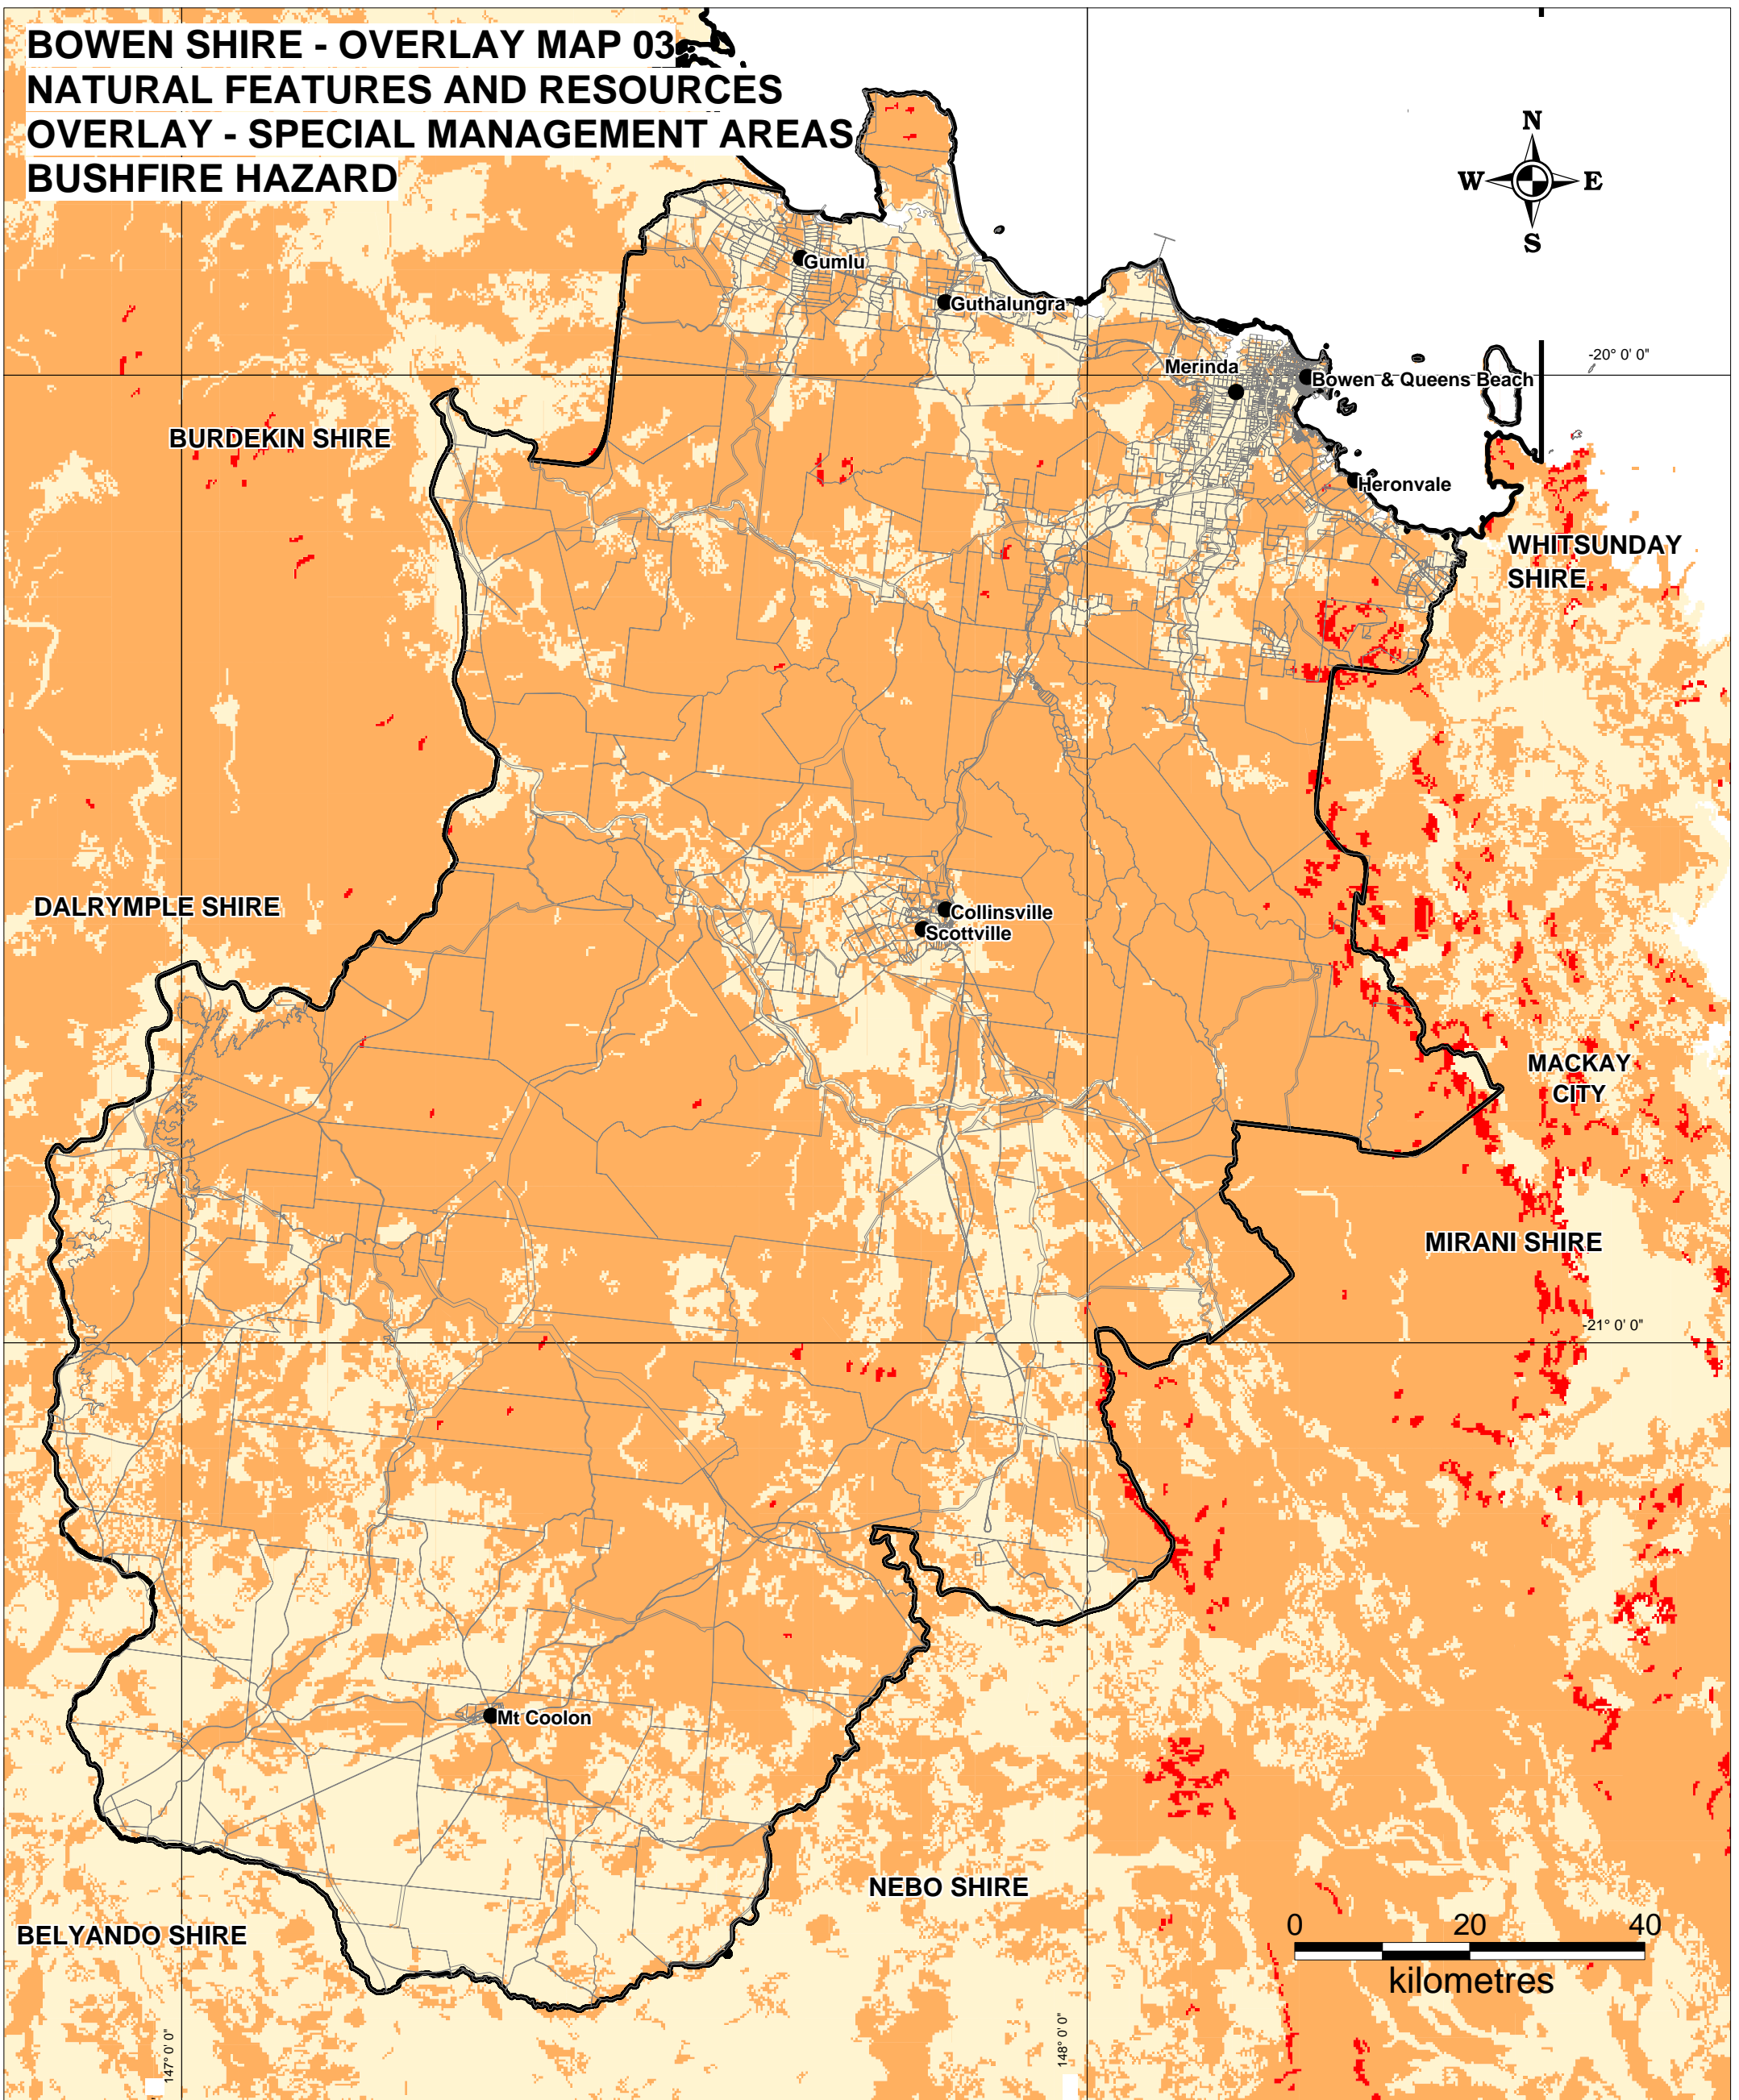 BOWEN SHIRE - OVERLAY MAP 03
NATURAL FEATURES AND RESOURCES
OVERLAY - SPECIAL MANAGEMENT AREAS
BUSHFIRE HAZARD
N
W
E
S
Gumlu
Guthalungra
Merinda
Bowen & Queens Beach
-20° 0' 0"
BURDEKIN SHIRE
Heronvale
WHITSUNDAY
SHIRE
DALRYMPLE SHIRE
Collinsville
Scottville
MACKAY
CITY
MIRANI SHIRE
-21° 0' 0"
Mt Coolon
NEBO SHIRE
BELYANDO SHIRE
0 20 40
kilometres
147° 0' 0"
148° 0' 0"